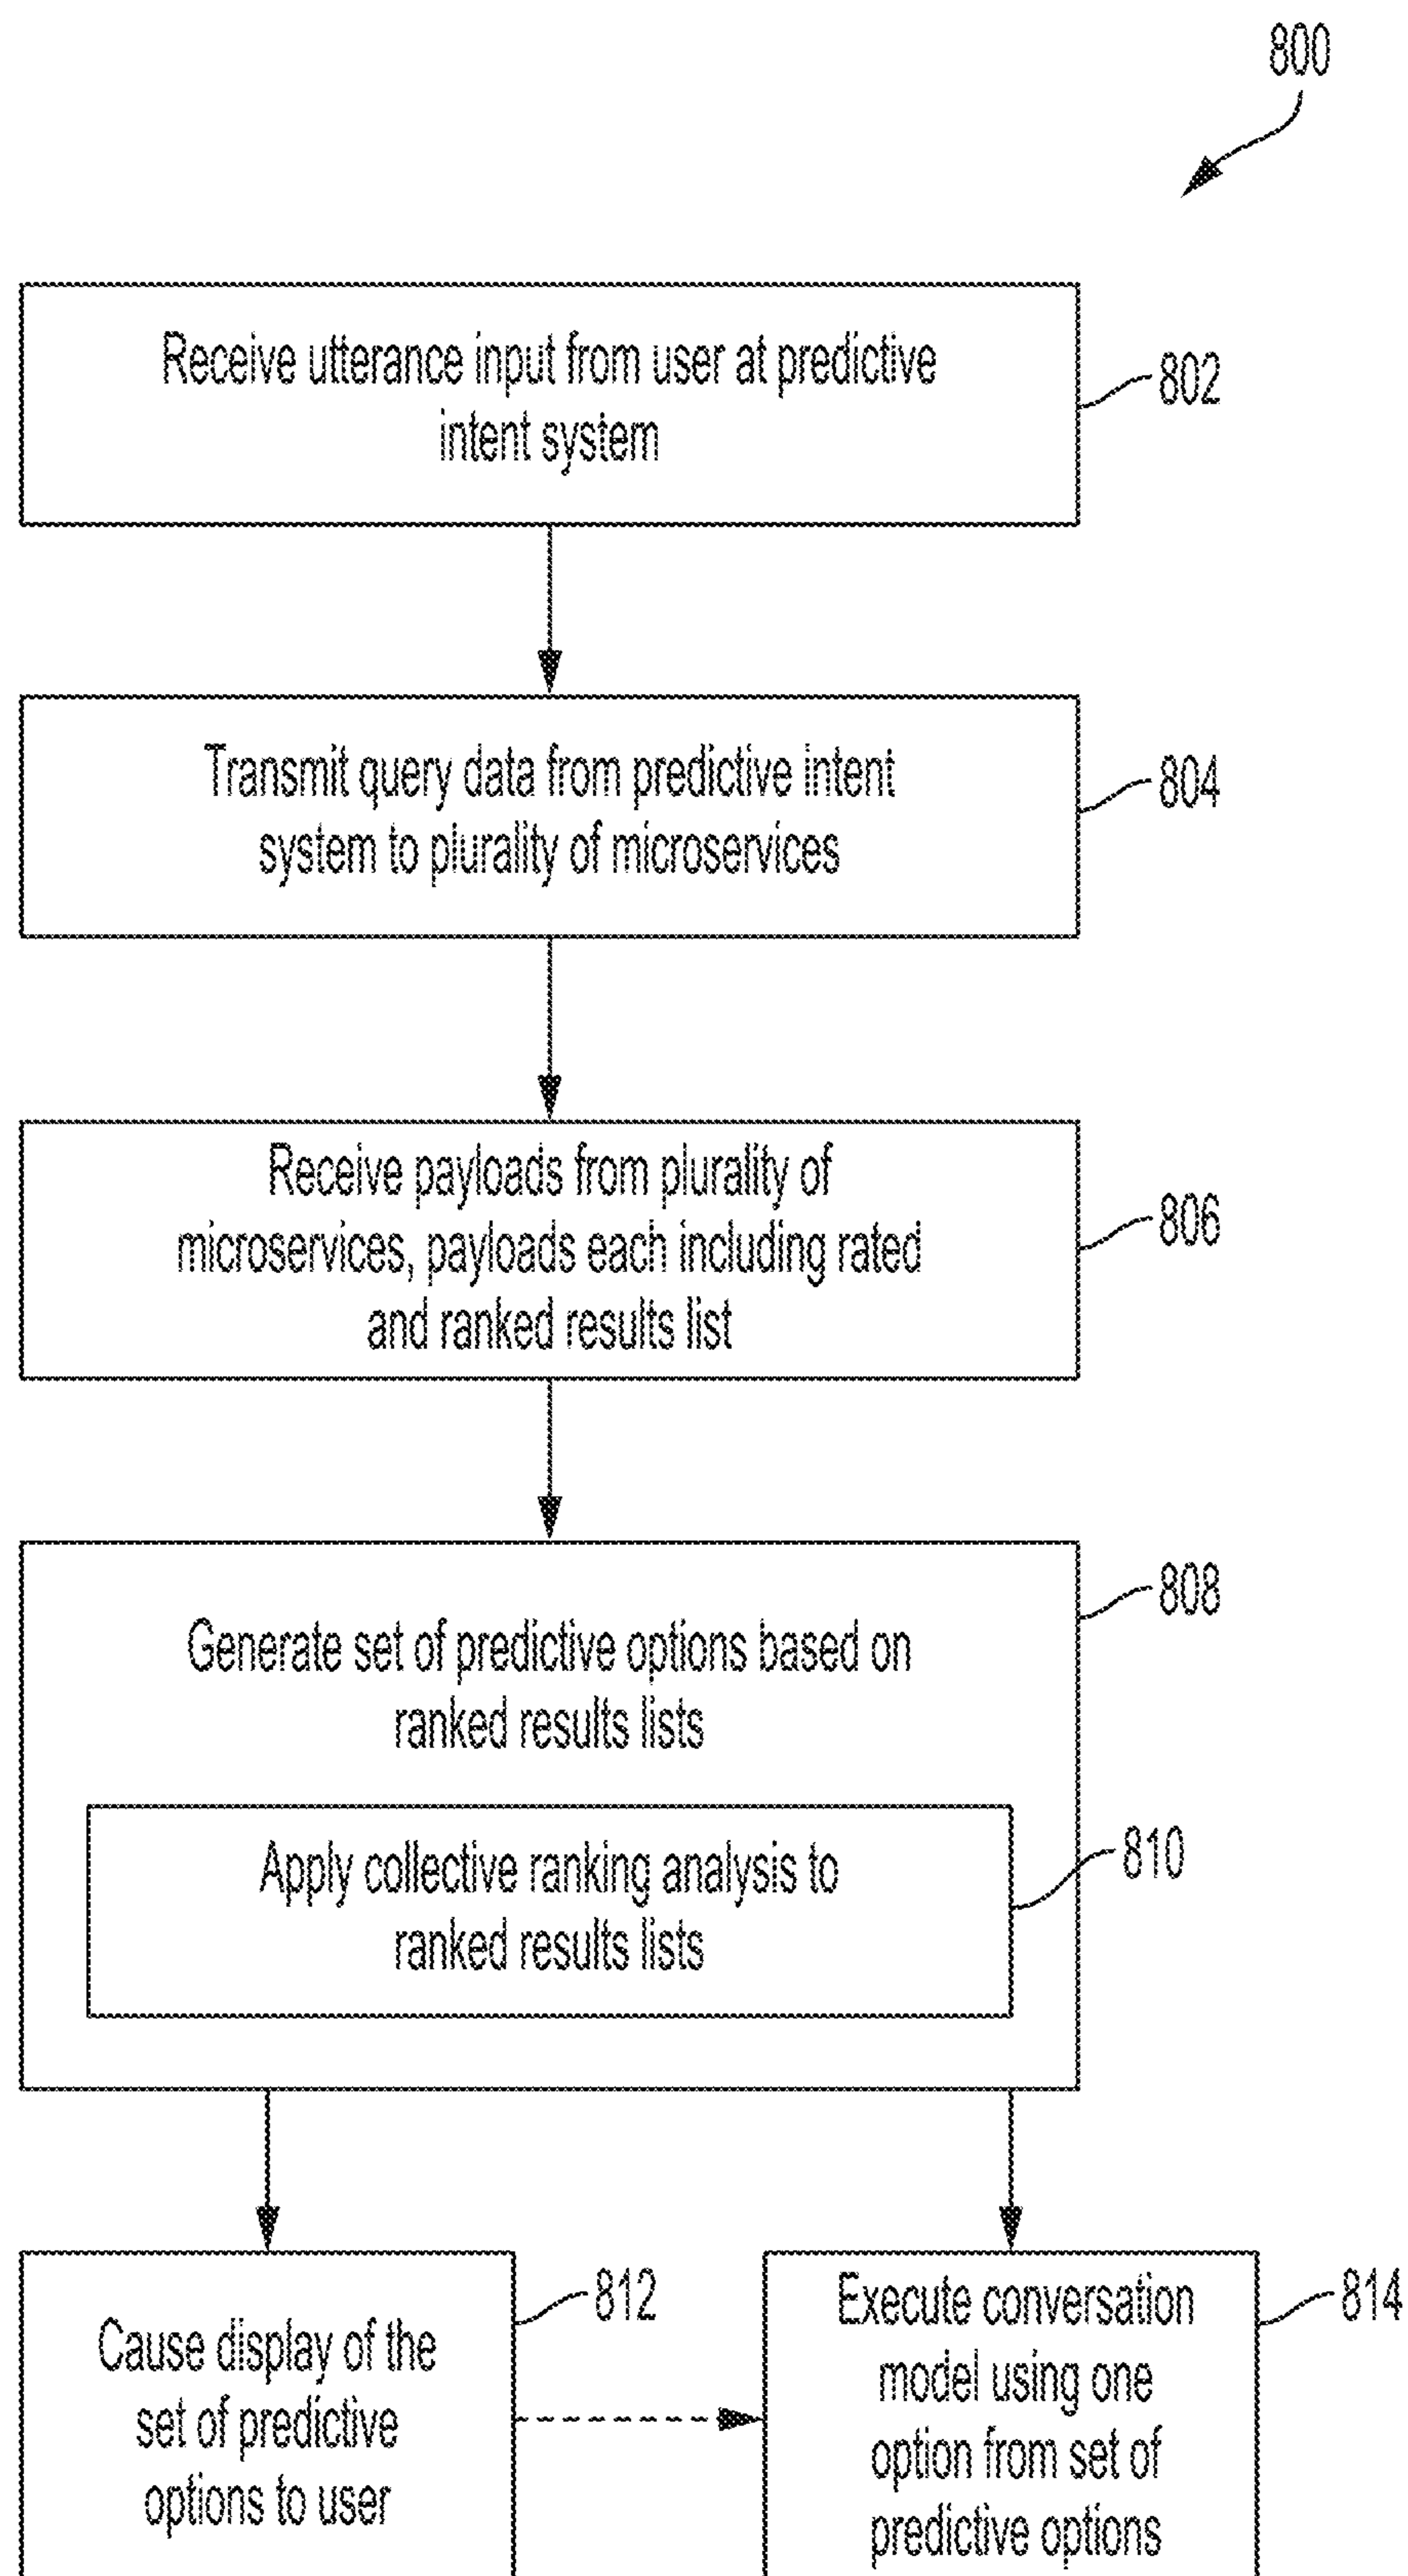 800
Receive utterance input from user at predictive
intent system
802
Transmit query data from predictive intent
system to plurality of microservices
804
Receive payloads from plurality of
microservices, payloads each including rated
and ranked results list
806
Generate set of predictive options based on
ranked results lists
808
Apply collective ranking analysis to
ranked results lists
810
Cause display of the
set of predictive
options to user
812
Execute conversation
model using one
option from set of
predictive options
814